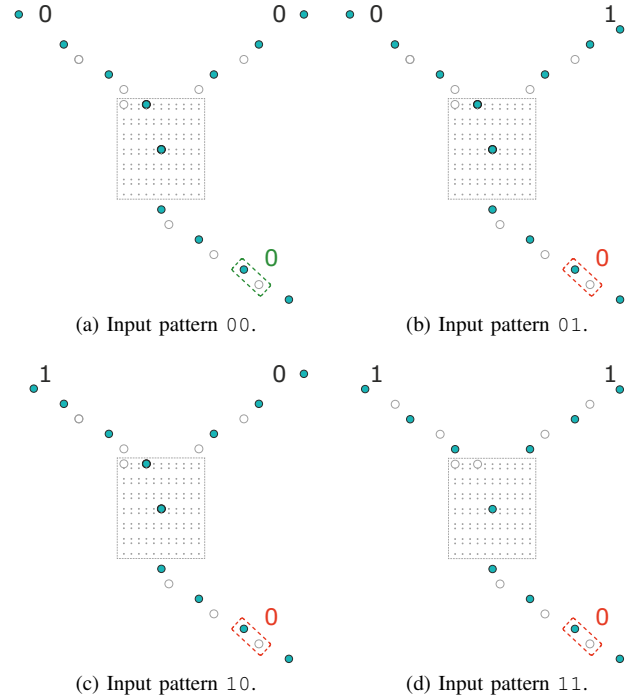 0 0
0
(a) Input pattern 00.
0 1
0
(b) Input pattern 01.
1 0
0
(c) Input pattern 10.
1 1
0
(d) Input pattern 11.